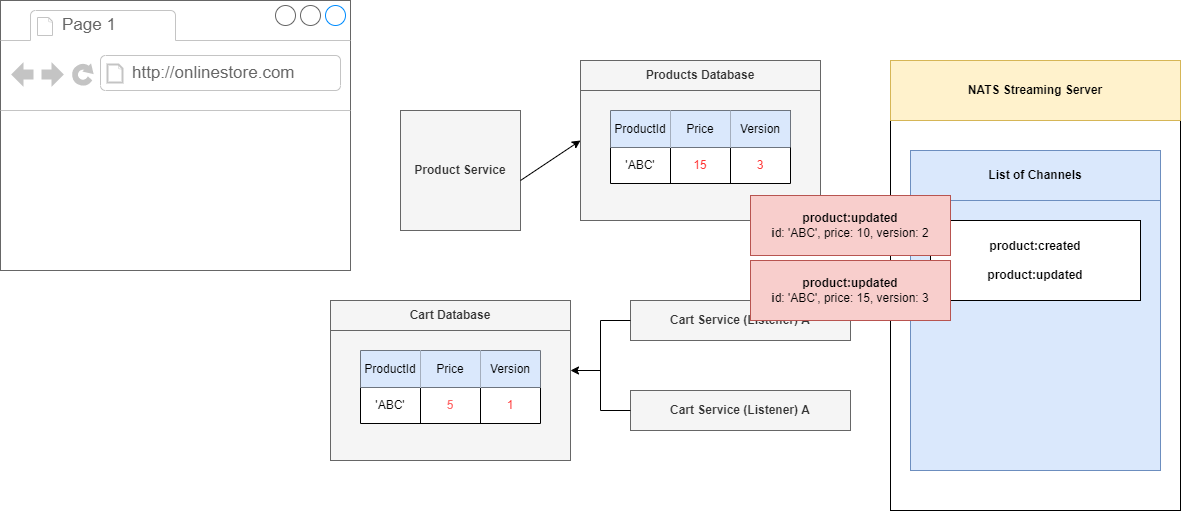 Page 1
http://onlinestore.com
Product Service
Products Database
ProductId Price Version
'ABC' 15 3
NATS Streaming Server
List of Channels
product:created
product:updated
product:updated
id: 'ABC', price: 10, version: 2
product:updated
id: 'ABC', price: 15, version: 3
Cart Database
ProductId Price Version
'ABC' 5 1
Cart Service (Listener) A
Cart Service (Listener) A